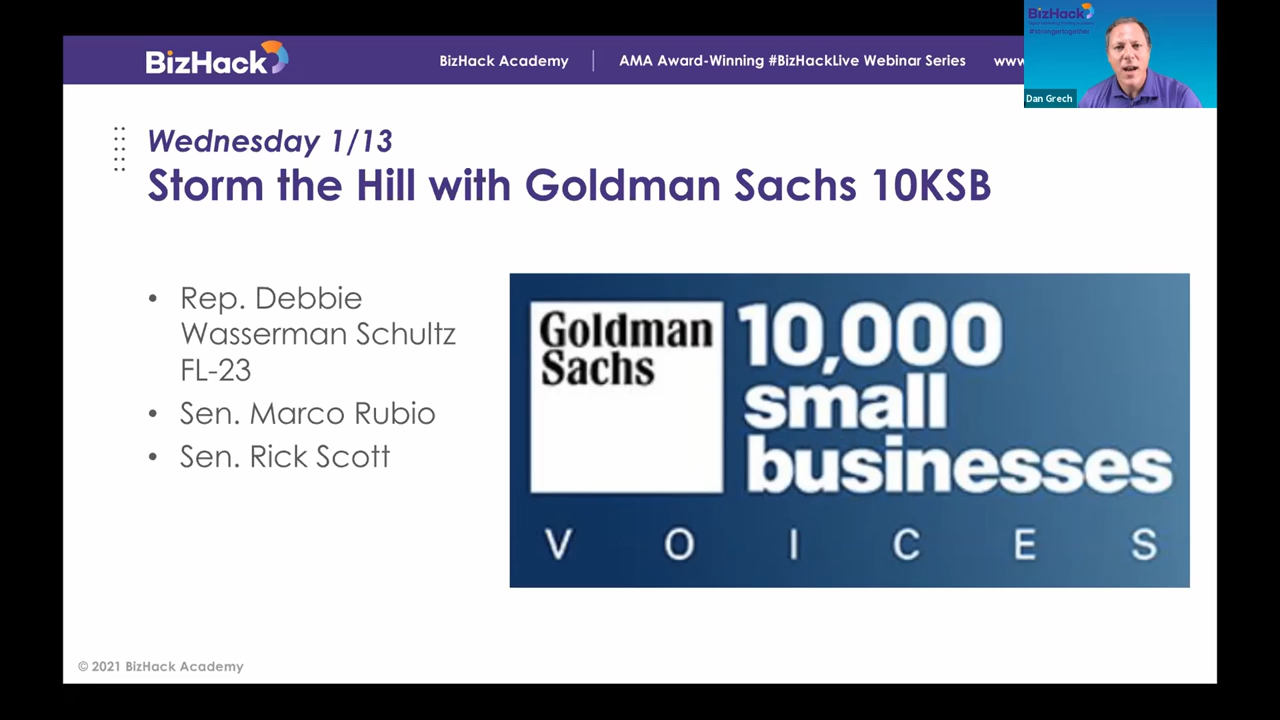 BizHack
BizHack Academy | AMA Award-Winning #BizHackLive Webinar Series www
BizHack
#strongertogether
Dan Grech
Wednesday 1/13
Storm the Hill with Goldman Sachs 10KSB
• Rep. Debbie
Wasserman Schultz
FL-23
• Sen. Marco Rubio
• Sen. Rick Scott
Goldman
Sachs
10,000
small
businesses
VOICES
© 2021 BizHack Academy